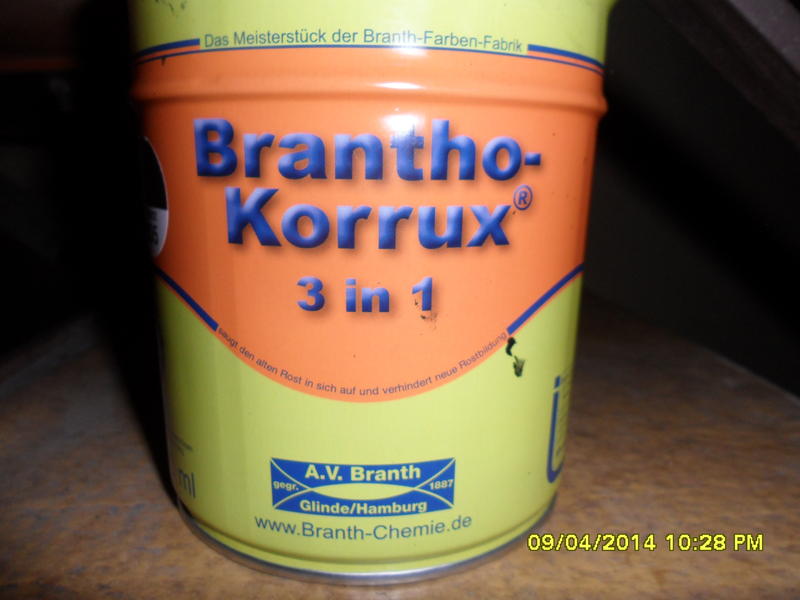 Das Meisterstück der Branth-Farben-Fabrik
Brantho-
Korrux®
3 in 1
saugt den alten Rost in sich auf und verhindert neue Rostbildung
A.V. Branth
gegr. 1887
Glinde/Hamburg
www.Branth-Chemie.de
ml
09/04/2014 10:28 PM